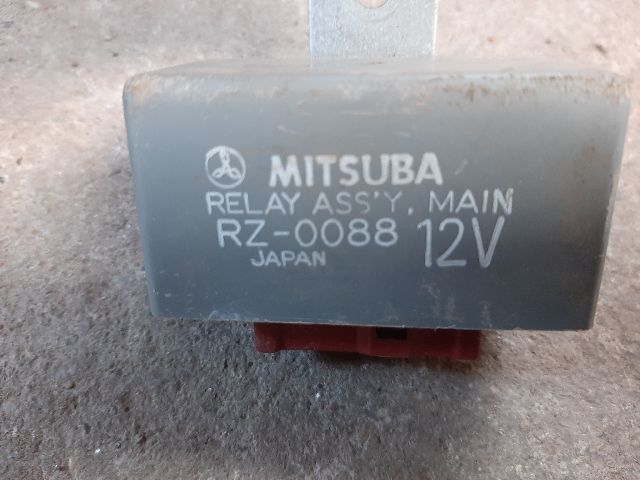 MITSUBA
RELAY ASS'Y, MAIN
RZ-0088 12V
JAPAN